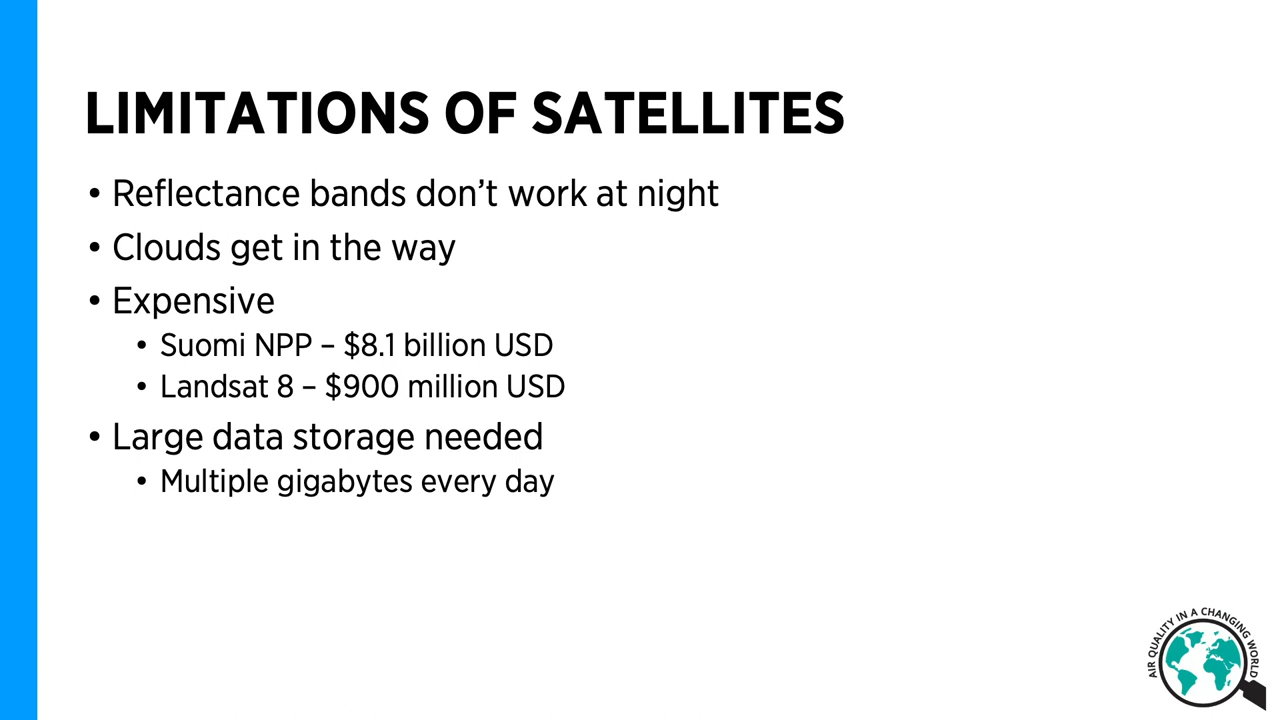 LIMITATIONS OF SATELLITES
• Reflectance bands don’t work at night
• Clouds get in the way
• Expensive
• Suomi NPP – $8.1 billion USD
• Landsat 8 – $900 million USD
• Large data storage needed
• Multiple gigabytes every day
AIR QUALITY IN A CHANGING WORLD